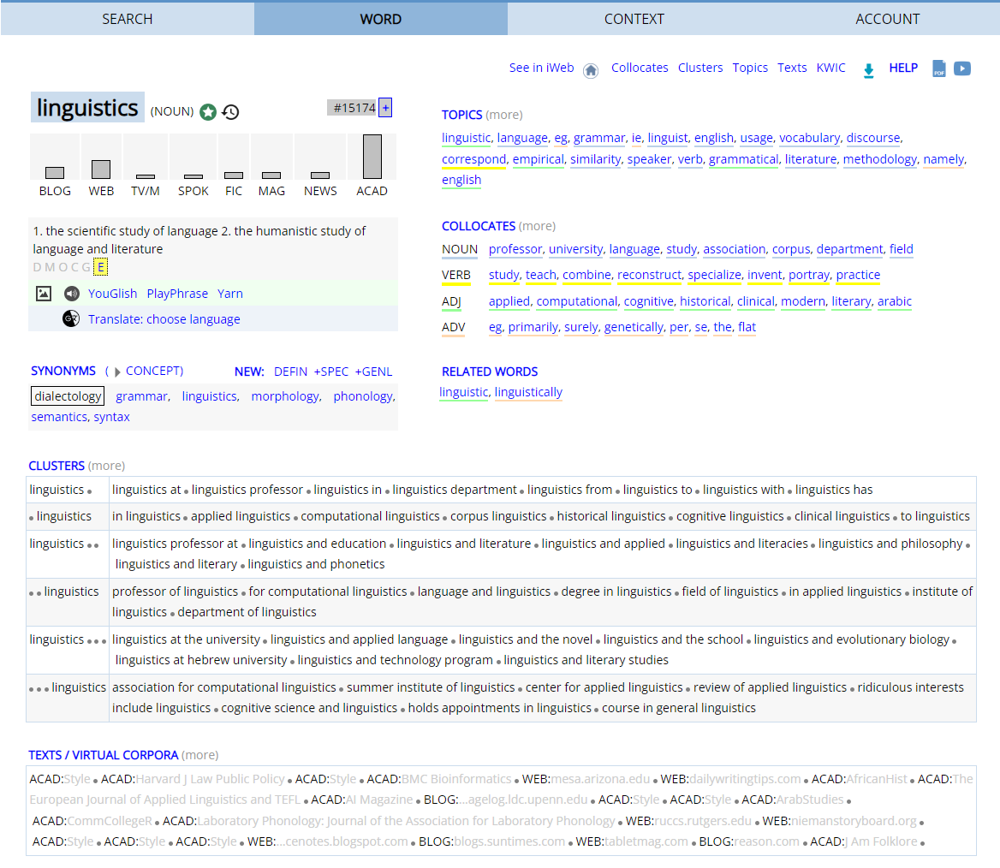 SEARCH WORD CONTEXT ACCOUNT
See in iWeb Collocates Clusters Topics Texts KWIC HELP PDF
linguistics (NOUN) #15174 +
BLOG WEB TV/M SPOK FIC MAG NEWS ACAD
1. the scientific study of language 2. the humanistic study of
language and literature
D M O C G E
YouGlish PlayPhrase Yarn
Translate: choose language
SYNONYMS ( CONCEPT) NEW: DEFIN +SPEC +GENL
dialectology grammar, linguistics, morphology, phonology,
semantics, syntax
TOPICS (more)
linguistic, language, eg, grammar, ie, linguist, english, usage, vocabulary, discourse,
correspond, empirical, similarity, speaker, verb, grammatical, literature, methodology, namely,
english
COLLOCATES (more)
NOUN professor, university, language, study, association, corpus, department, field
VERB study, teach, combine, reconstruct, specialize, invent, portray, practice
ADJ applied, computational, cognitive, historical, clinical, modern, literary, arabic
ADV eg, primarily, surely, genetically, per, se, the, flat
RELATED WORDS
linguistic, linguistically
CLUSTERS (more)
linguistics • linguistics at • linguistics professor • linguistics in • linguistics department • linguistics from • linguistics to • linguistics with • linguistics has
• linguistics in linguistics • applied linguistics • computational linguistics • corpus linguistics • historical linguistics • cognitive linguistics • clinical linguistics • to linguistics
linguistics • • linguistics professor at • linguistics and education • linguistics and literature • linguistics and applied • linguistics and literacies • linguistics and philosophy •
linguistics and literary • linguistics and phonetics
• • linguistics professor of linguistics • for computational linguistics • language and linguistics • degree in linguistics • field of linguistics • in applied linguistics • institute of
linguistics • department of linguistics
linguistics • • • linguistics at the university • linguistics and applied language • linguistics and the novel • linguistics and the school • linguistics and evolutionary biology •
linguistics at hebrew university • linguistics and technology program • linguistics and literary studies
• • • linguistics association for computational linguistics • summer institute of linguistics • center for applied linguistics • review of applied linguistics • ridiculous interests
include linguistics • cognitive science and linguistics • holds appointments in linguistics • course in general linguistics
TEXTS / VIRTUAL CORPORA (more)
ACAD:Style • ACAD:Harvard J Law Public Policy • ACAD:Style • ACAD:BMC Bioinformatics • WEB:mesa.arizona.edu • WEB:dailywritingtips.com • ACAD:AfricanHist • ACAD:The
European Journal of Applied Linguistics and TEFL • ACAD:AI Magazine • BLOG:...agelog.ldc.upenn.edu • ACAD:Style • ACAD:Style • ACAD:ArabStudies •
ACAD:CommCollegeR • ACAD:Laboratory Phonology: Journal of the Association for Laboratory Phonology • WEB:ruccs.rutgers.edu • WEB:niemanstoryboard.org •
ACAD:Style • ACAD:Style • ACAD:Style • WEB:...cenotes.blogspot.com • BLOG:blogs.suntimes.com • WEB:tabletmag.com • BLOG:reason.com • ACAD:J Am Folklore •